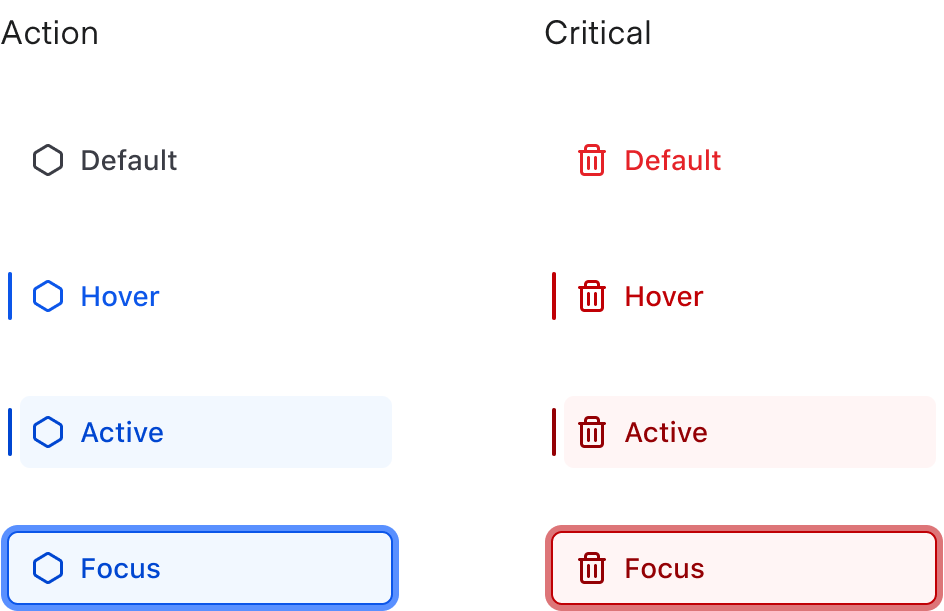 Action
Critical
Default
Default
Hover
Hover
Active
Active
Focus
Focus